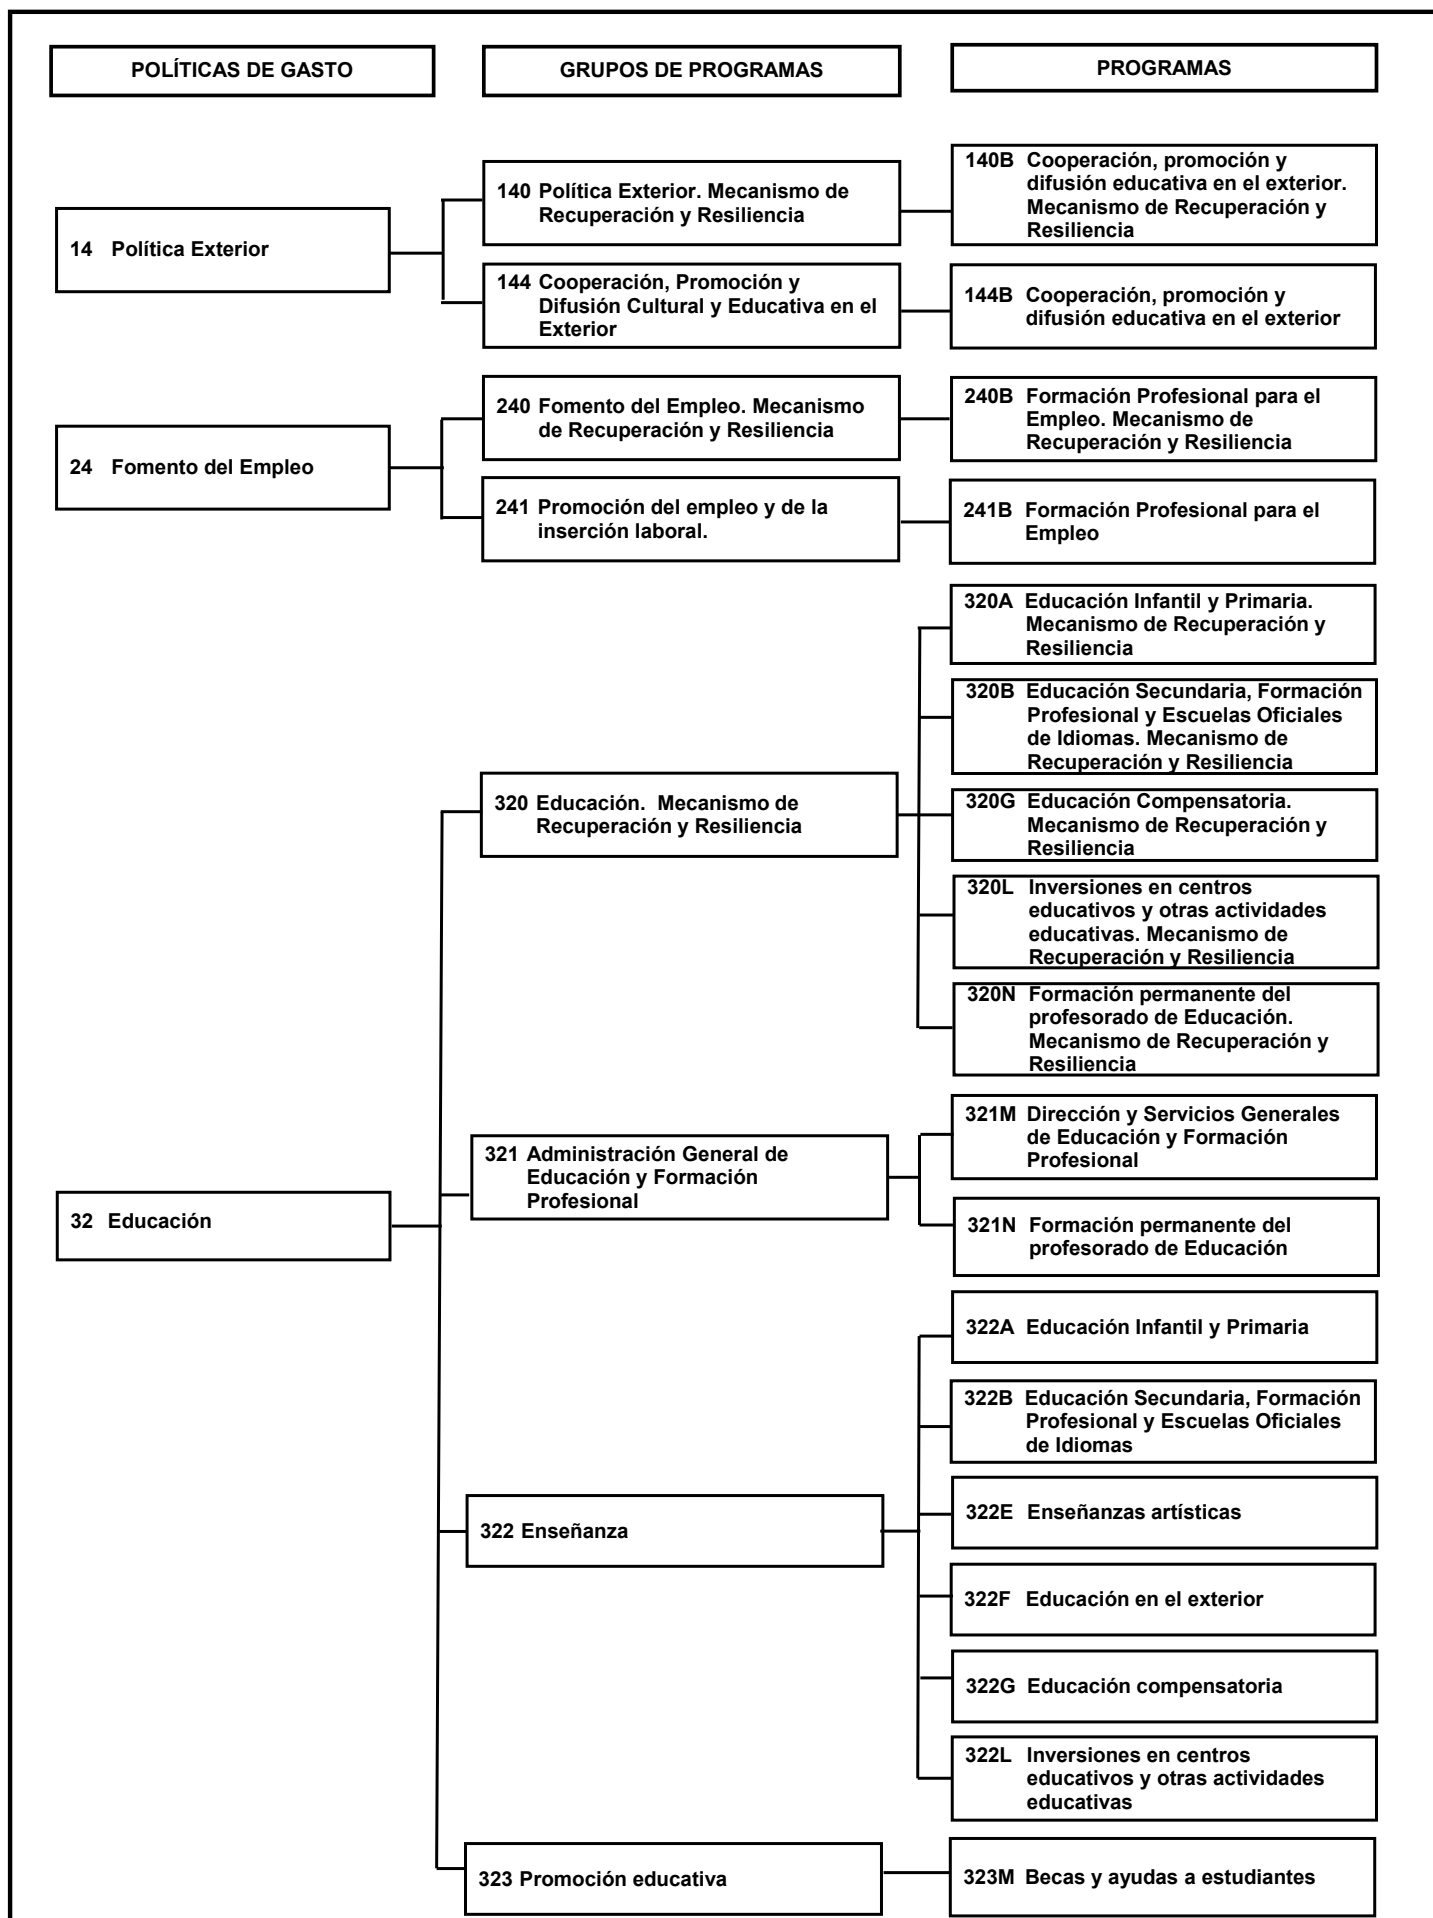 POLÍTICAS DE GASTO
GRUPOS DE PROGRAMAS
PROGRAMAS
14 Política Exterior
140 Política Exterior. Mecanismo de
Recuperación y Resiliencia
140B Cooperación, promoción y
difusión educativa en el exterior.
Mecanismo de Recuperación y
Resiliencia
144 Cooperación, Promoción y
Difusión Cultural y Educativa en el
Exterior
144B Cooperación, promoción y
difusión educativa en el exterior
24 Fomento del Empleo
240 Fomento del Empleo. Mecanismo
de Recuperación y Resiliencia
240B Formación Profesional para el
Empleo. Mecanismo de
Recuperación y Resiliencia
241 Promoción del empleo y de la
inserción laboral.
241B Formación Profesional para el
Empleo
32 Educación
320 Educación. Mecanismo de
Recuperación y Resiliencia
320A Educación Infantil y Primaria.
Mecanismo de Recuperación y
Resiliencia
320B Educación Secundaria, Formación
Profesional y Escuelas Oficiales
de Idiomas. Mecanismo de
Recuperación y Resiliencia
320G Educación Compensatoria.
Mecanismo de Recuperación y
Resiliencia
320L Inversiones en centros
educativos y otras actividades
educativas. Mecanismo de
Recuperación y Resiliencia
320N Formación permanente del
profesorado de Educación.
Mecanismo de Recuperación y
Resiliencia
321 Administración General de
Educación y Formación
Profesional
321M Dirección y Servicios Generales
de Educación y Formación
Profesional
321N Formación permanente del
profesorado de Educación
322 Enseñanza
322A Educación Infantil y Primaria
322B Educación Secundaria, Formación
Profesional y Escuelas Oficiales
de Idiomas
322E Enseñanzas artísticas
322F Educación en el exterior
322G Educación compensatoria
322L Inversiones en centros
educativos y otras actividades
educativas
323 Promoción educativa
323M Becas y ayudas a estudiantes